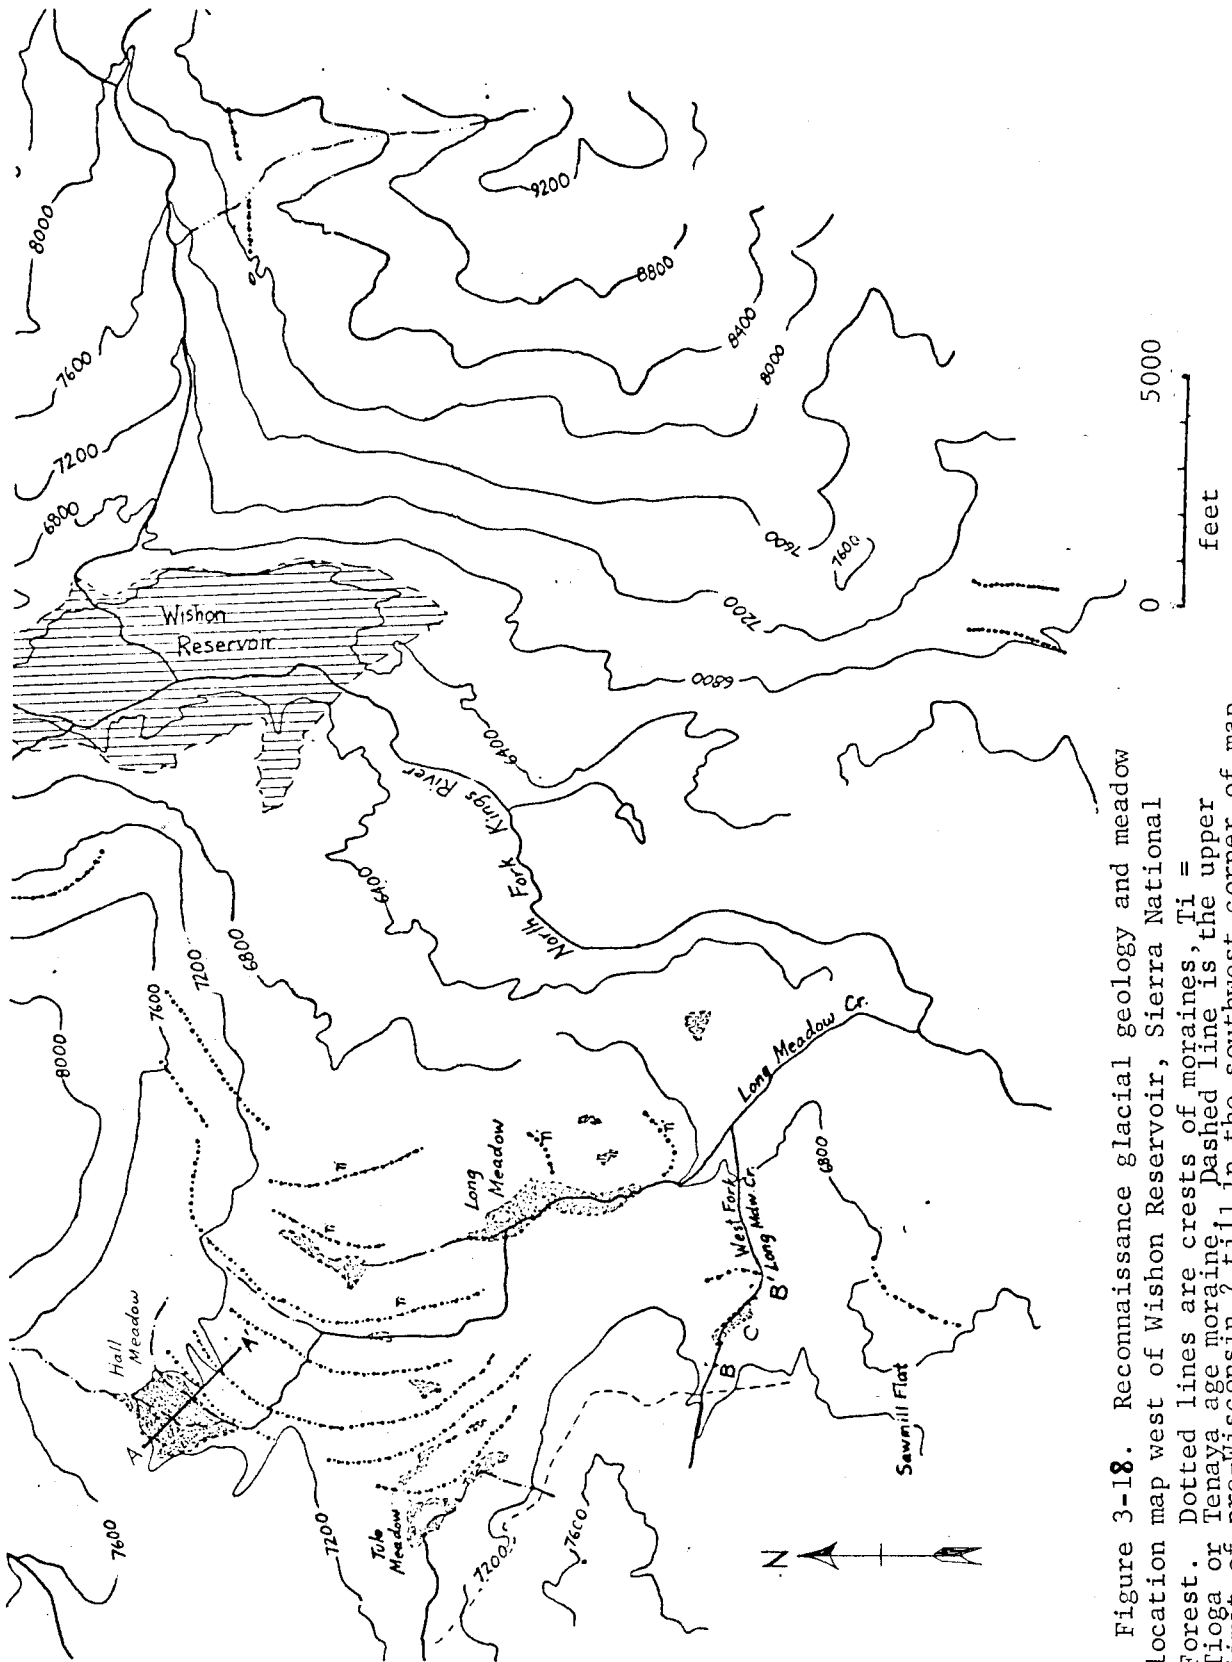 8000
9200
8800
8400
8000
7600
7200
6800
7600
7600
7200
6800
Wishon
Reservoir
6400
North Fork Kings River
6400
8000
7600
7200
6800
Hall
Meadow
A
A'
Ti
Ti
Ti
Ti
Ti
Long
Meadow
Long Meadow Cr.
West Fork
Long Mdw. Cr.
B'
C
B
6800
Sawmill Flat
Tule
Meadow
7600
7200
7200
7600
N
0 5000
feet
Figure 3-18. Reconnaissance glacial geology and meadow
location map west of Wishon Reservoir, Sierra National
Forest. Dotted lines are crests of moraines, Ti =
Tioga or Tenaya age moraine. Dashed line is the upper
limit of pre-Wisconsin ? till in the southwest corner of map